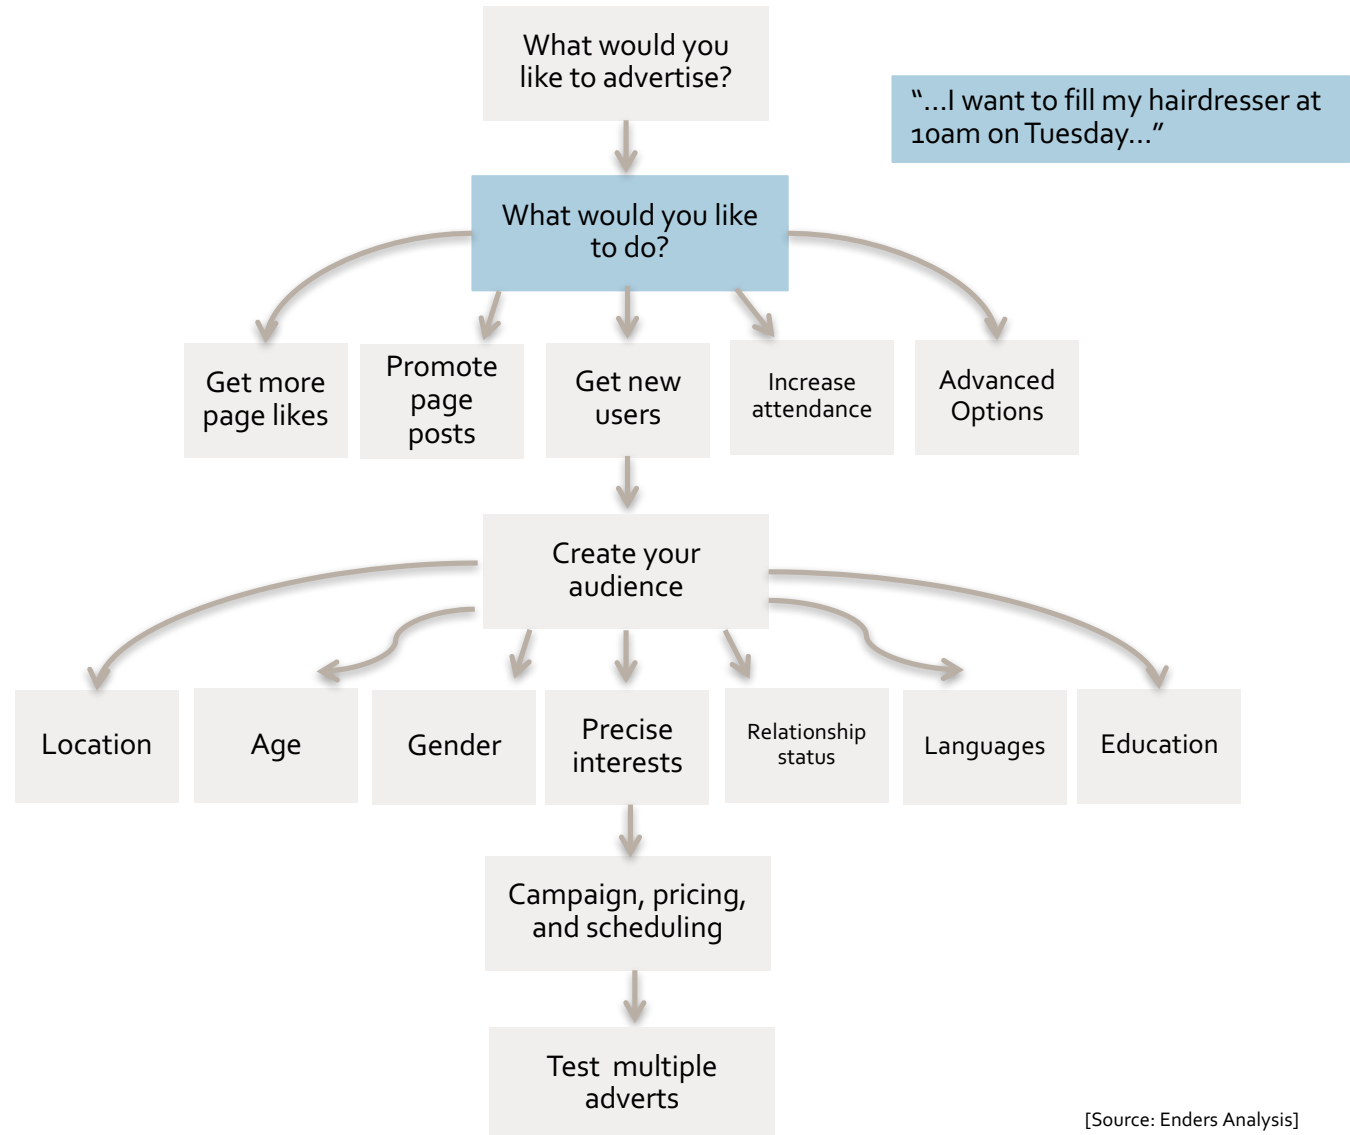 What would you
like to advertise?
“…I want to fill my hairdresser at
10am on Tuesday…”
What would you like
to do?
Get more
page likes
Promote
page
posts
Get new
users
Increase
attendance
Advanced
Options
Create your
audience
Location
Age
Gender
Precise
interests
Relationship
status
Languages
Education
Campaign, pricing,
and scheduling
Test multiple
adverts
[Source: Enders Analysis]